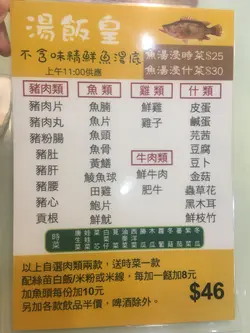 湯飯皇
不含味精鮮魚湯底
上午11:00供應
魚湯浸時菜$25
魚湯浸什菜$30
豬肉類
豬肉片
豬肉丸
豬粉腸
豬肚
豬肝
豬腰
豬心
貢根
魚類
魚腩
魚片
魚骨
黃鱔
鯪魚球
田雞
鮑片
鮮魷
雞類
鮮雞
雞子
牛肉類
鮮牛肉
肥牛
什類
皮蛋
鹹蛋
芫茜
豆腐
豆卜
金菇
蟲草花
黑木耳
鮮枝竹
時菜
以上自選肉類兩款，送時菜一款
配絲苗白飯/米粉或米線，每加一餸加8元
加魚頭每份加10元
另加各款飲品半價，啤酒除外。
$46